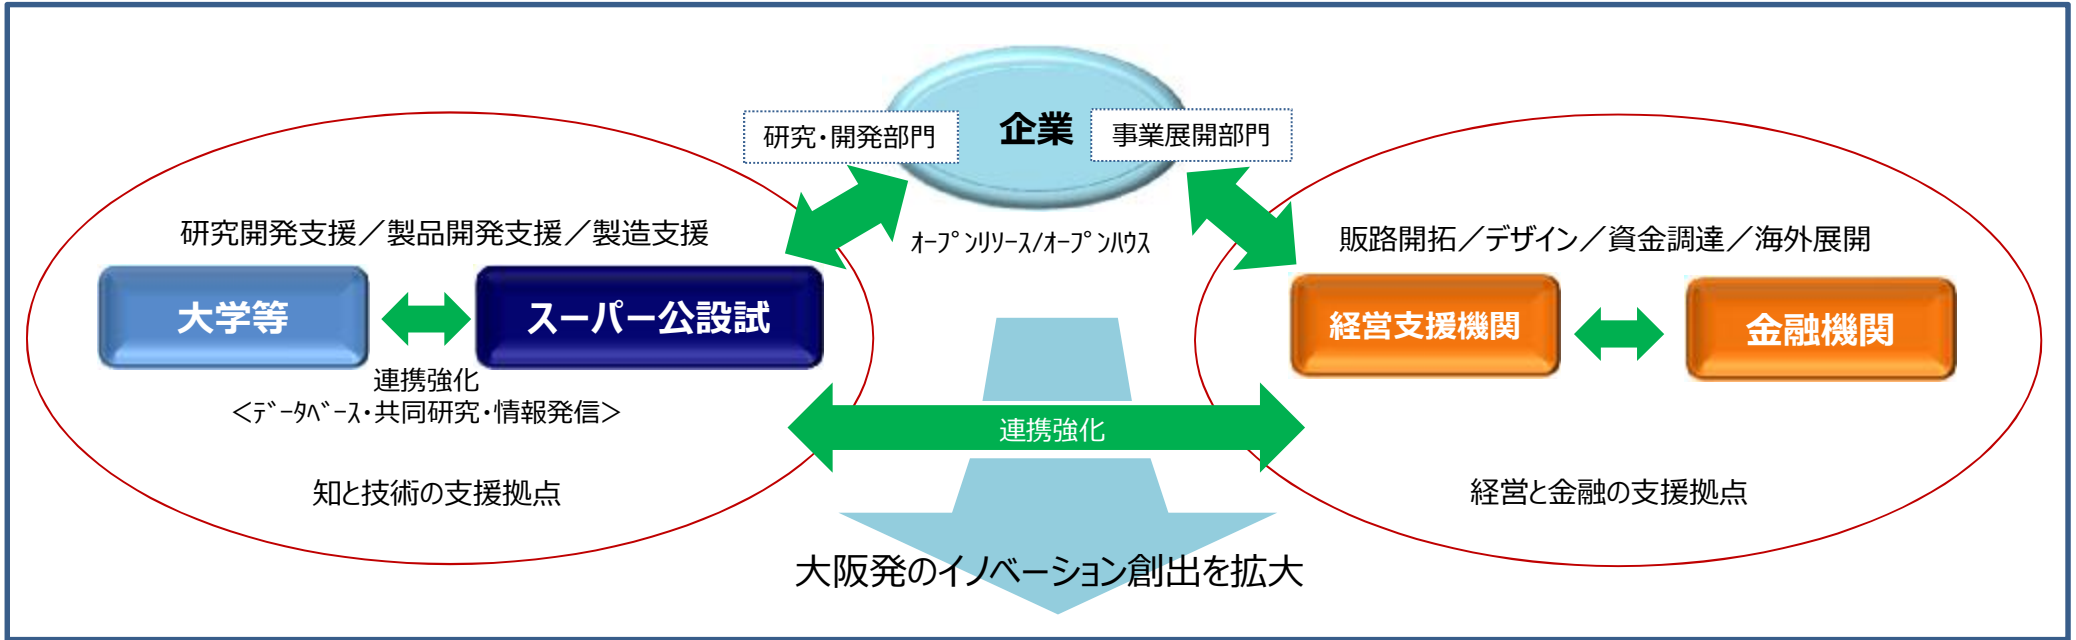 企業
研究・開発部門
事業展開部門
オープンリソース/オープンハウス
研究開発支援／製品開発支援／製造支援
大学等
スーパー公設試
連携強化
<データベース・共同研究・情報発信>
知と技術の支援拠点
販路開拓／デザイン／資金調達／海外展開
経営支援機関
金融機関
経営と金融の支援拠点
連携強化
大阪発のイノベーション創出を拡大